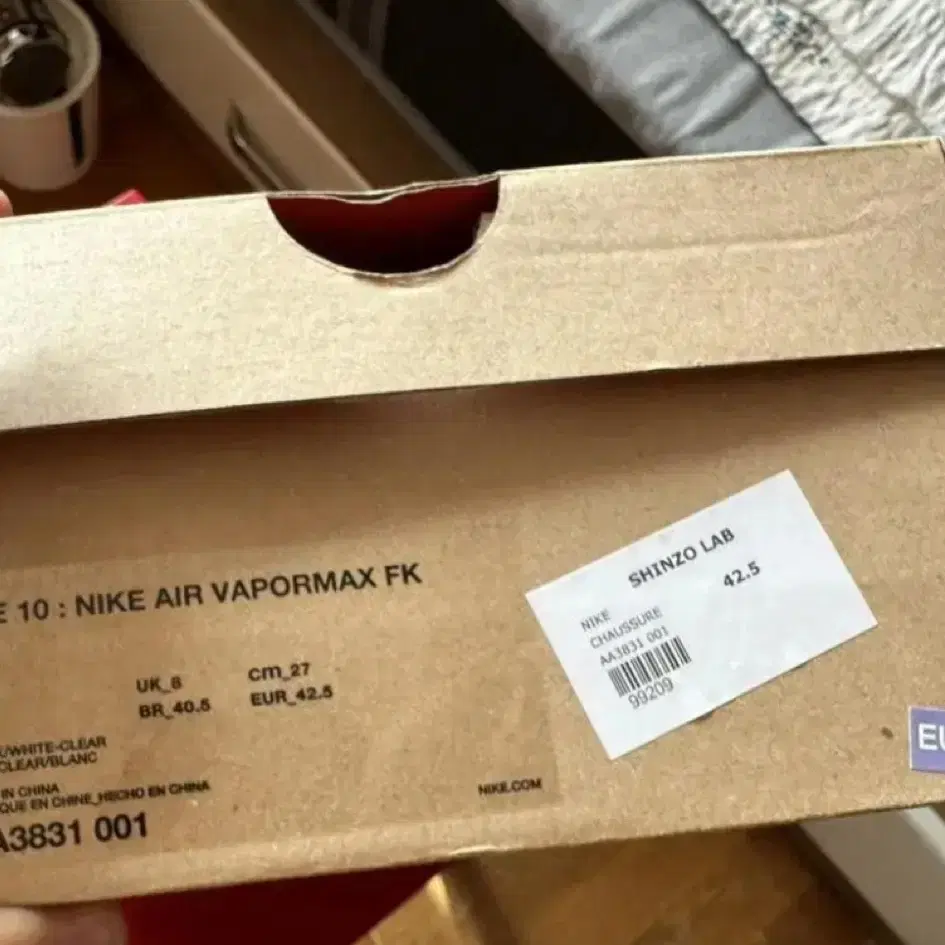 E 10 : NIKE AIR VAPORMAX FK
UK_8 cm_27
BR_40.5 EUR_42.5
/WHITE-CLEAR
CLEAR/BLANC
IN CHINA
QUE EN CHINE_HECHO EN CHINA
A3831 001
NIKE.COM
SHINZO LAB
42.5
NIKE
CHAUSSURE
AA3831 001
99209
EU